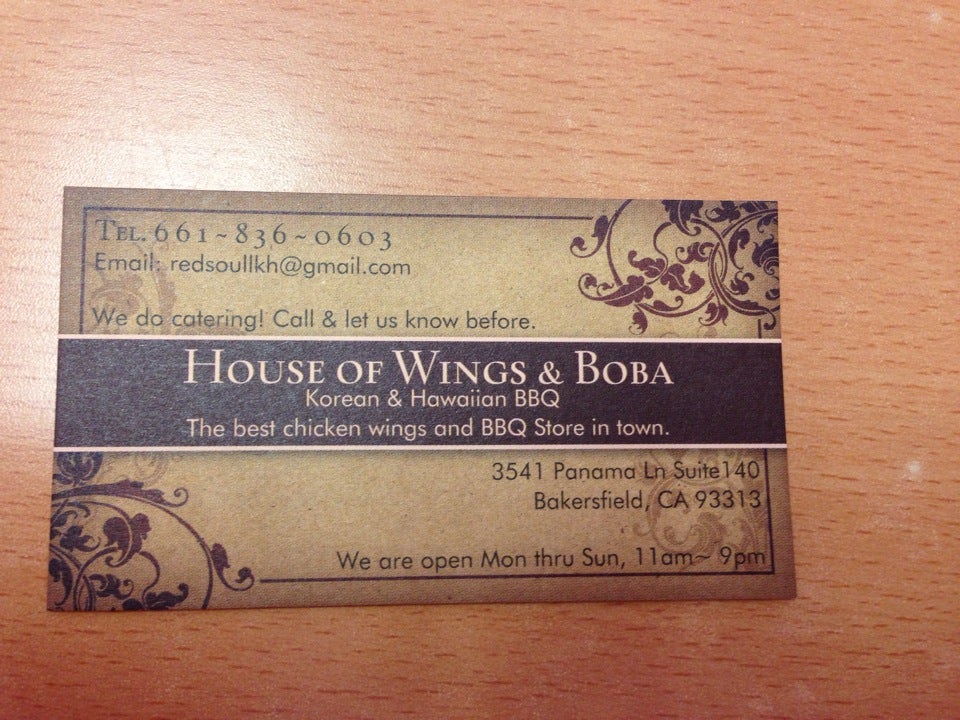 TEL. 661~836~0603
Email: redsoullkh@gmail.com
We do catering! Call & let us know before.
HOUSE OF WINGS & BOBA
Korean & Hawaiian BBQ
The best chicken wings and BBQ Store in town.
3541 Panama Ln Suite140
Bakersfield, CA 93313
We are open Mon thru Sun, 11am~ 9pm